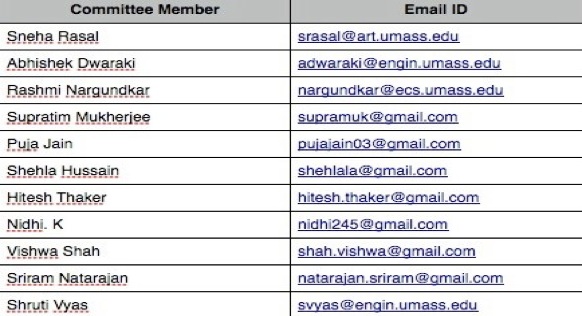 Committee Member Email ID
Sneha Rasal srasal@art.umass.edu
Abhishek Dwaraki adwaraki@engin.umass.edu
Rashmi Nargundkar nargundkar@ecs.umass.edu
Supratim Mukherjee supramuk@gmail.com
Puja Jain pujajain03@gmail.com
Shehla Hussain shehlala@gmail.com
Hitesh Thaker hitesh.thaker@gmail.com
Nidhi. K nidhi245@gmail.com
Vishwa Shah shah.vishwa@gmail.com
Sriram Natarajan natarajan.sriram@gmail.com
Shruti Vyas svyas@engin.umass.edu